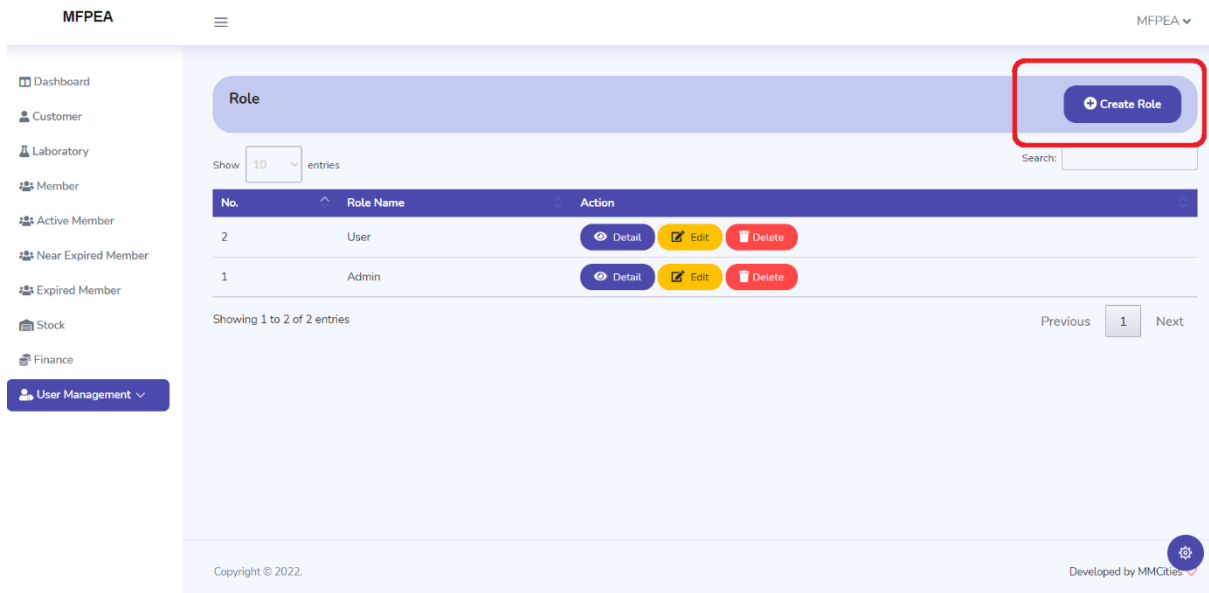 MFPEA
MFPEA
Dashboard
Customer
Laboratory
Member
Active Member
Near Expired Member
Expired Member
Stock
Finance
User Management
Role
Create Role
Show 10 entries
Search:
No. Role Name Action
2 User Detail Edit Delete
1 Admin Detail Edit Delete
Showing 1 to 2 of 2 entries
Previous 1 Next
Copyright © 2022.
Developed by MMCities